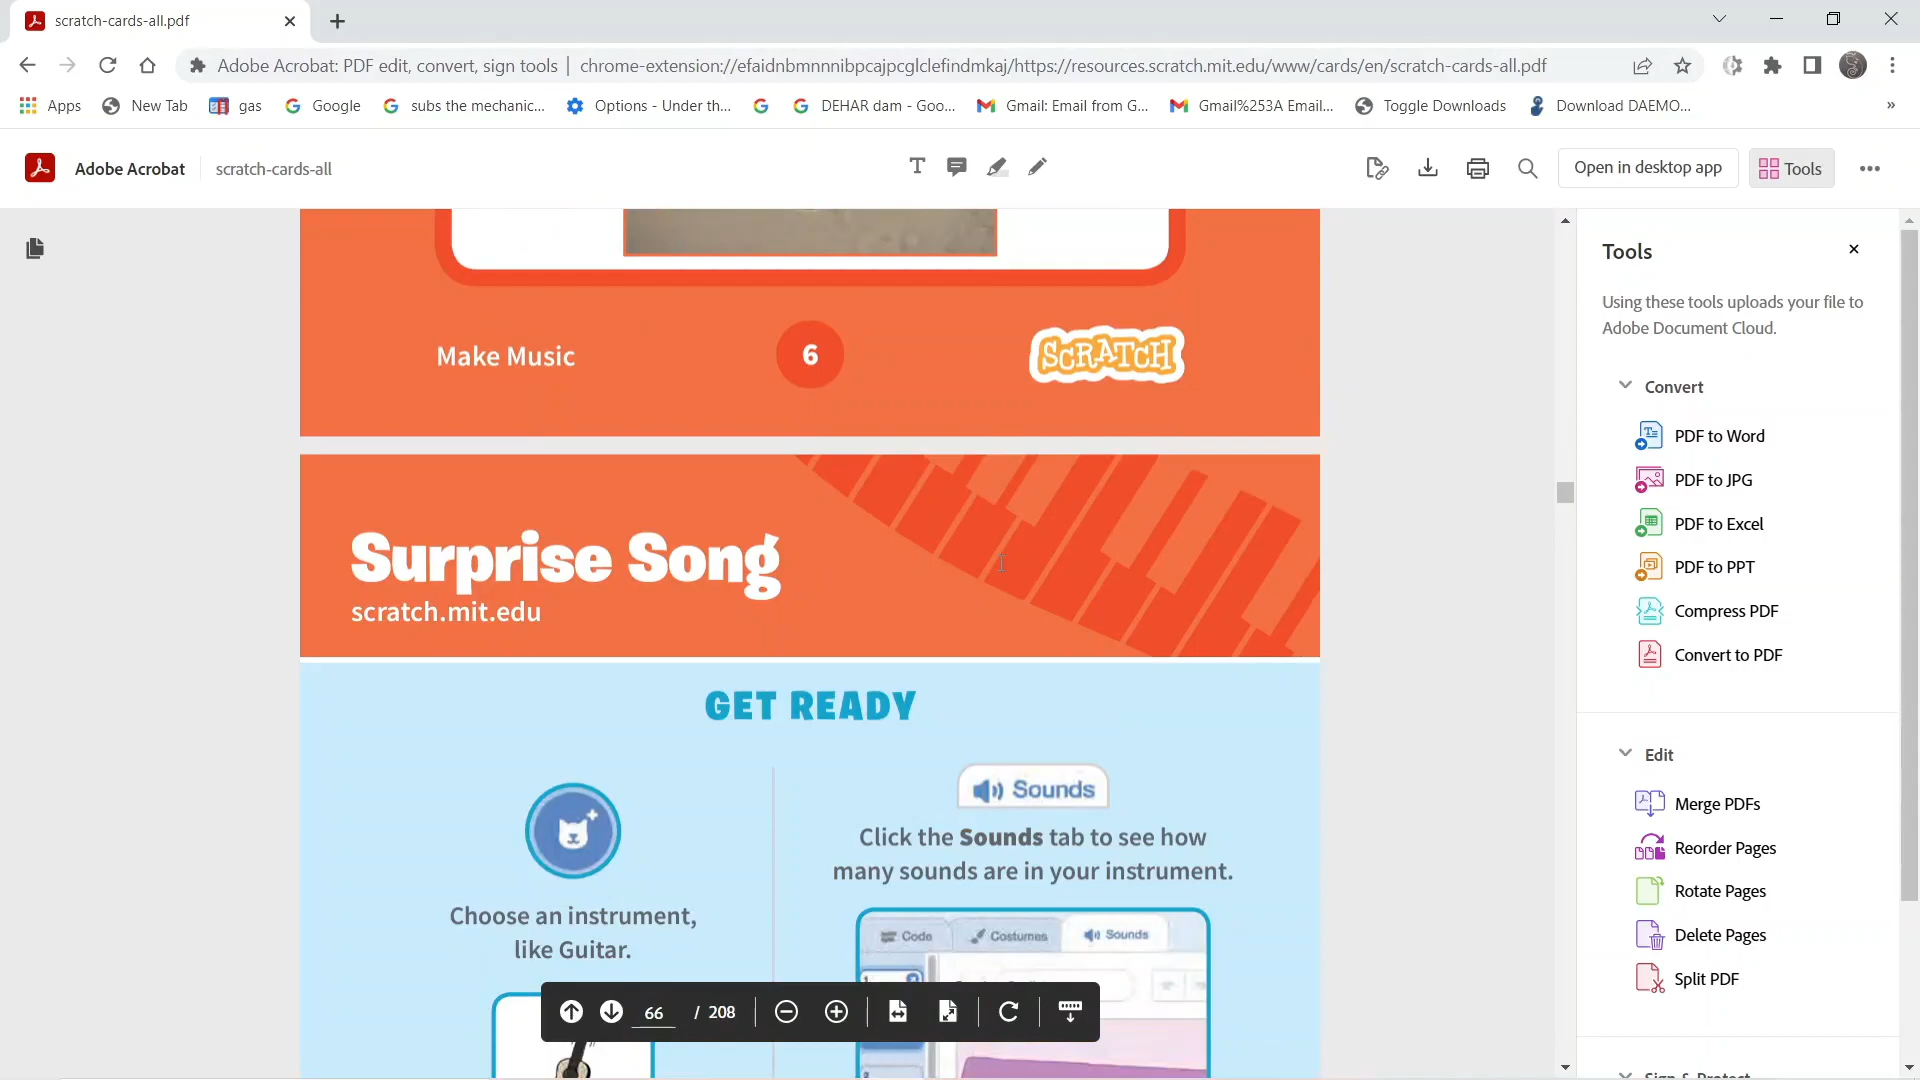 scratch-cards-all.pdf
Adobe Acrobat: PDF edit, convert, sign tools | chrome-extension://efaidnbmnnnibpcajpcglclefindmkaj/https://resources.scratch.mit.edu/www/cards/en/scratch-cards-all.pdf
Apps New Tab gas Google subs the mechanic... Options - Under th... DEHAR dam - Goo... Gmail: Email from G... Gmail%253A Email... Toggle Downloads Download DAEMO... »
Adobe Acrobat scratch-cards-all
Open in desktop app Tools
Make Music 6 SCRATCH
Surprise Song
scratch.mit.edu
GET READY
Choose an instrument,
like Guitar.
Sounds
Click the Sounds tab to see how
many sounds are in your instrument.
Code Costumes Sounds
66 / 208
Tools
Using these tools uploads your file to
Adobe Document Cloud.
Convert
PDF to Word
PDF to JPG
PDF to Excel
PDF to PPT
Compress PDF
Convert to PDF
Edit
Merge PDFs
Reorder Pages
Rotate Pages
Delete Pages
Split PDF
Sign & Protect